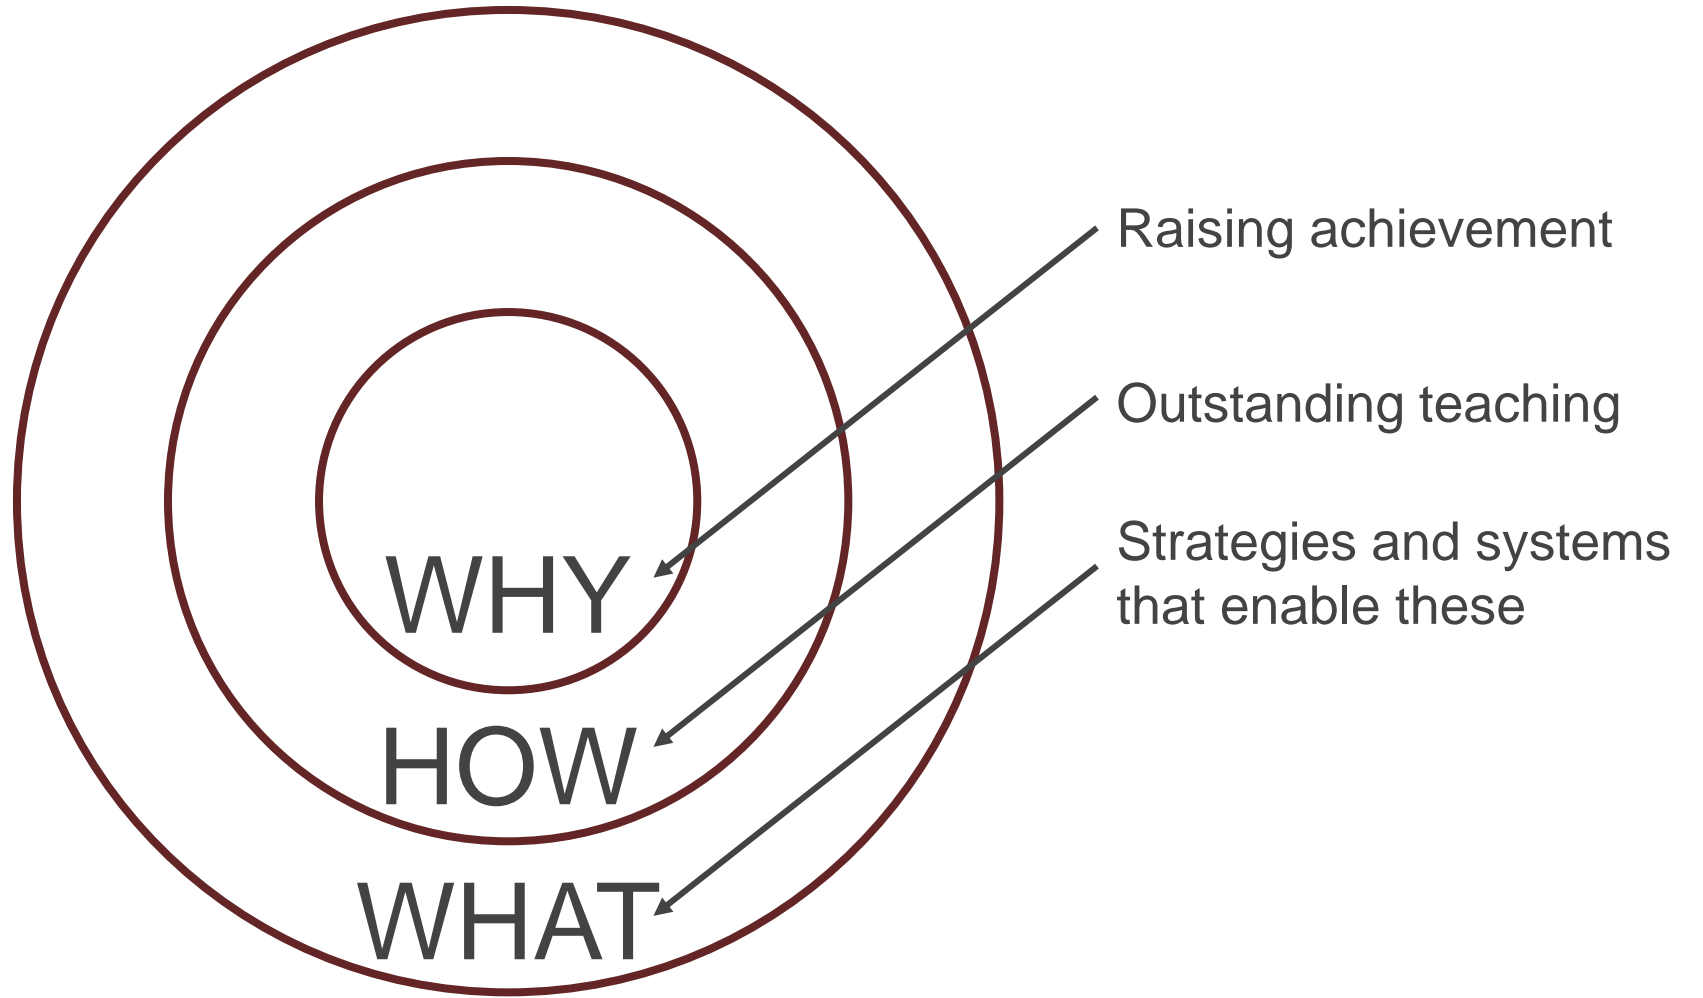 Raising achievement
Outstanding teaching
Strategies and systems
that enable these
WHY
HOW
WHAT